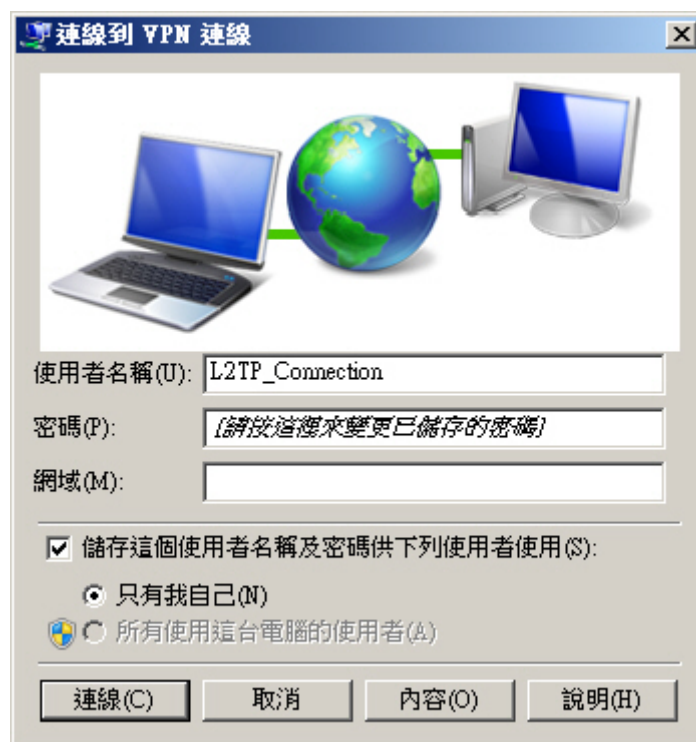 連線到 VPN 連線
使用者名稱(U): L2TP_Connection
密碼(P): [請按這裡來變更已儲存的密碼]
網域(M):
儲存這個使用者名稱及密碼供下列使用者使用(S):
只有我自己(N)
所有使用這台電腦的使用者(A)
連線(C) 取消 內容(O) 說明(H)